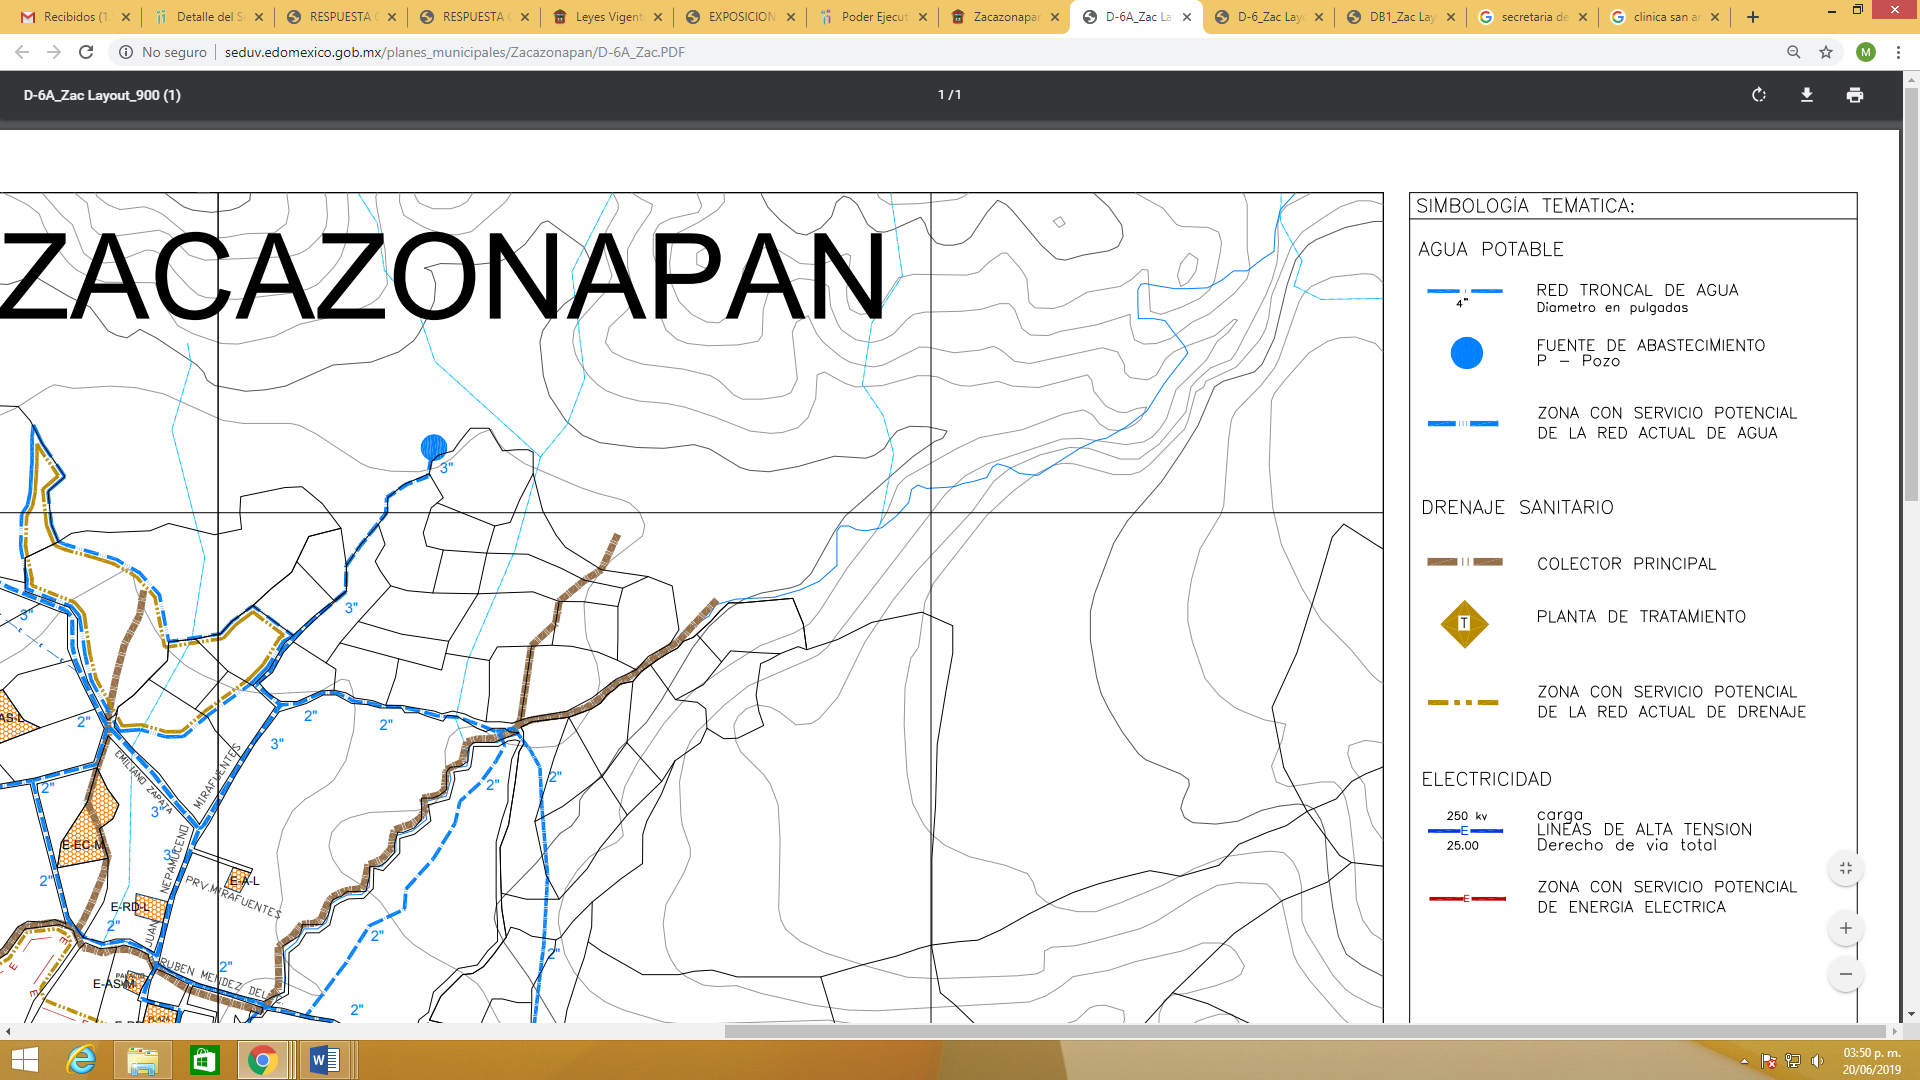 Recibidos (1.
Detalle del S
RESPUESTA
RESPUESTA
Leyes Vigent
EXPOSICION
Poder Ejecut
Zacazonapan
D-6A_Zac La
D-6_Zac Layo
DB1_Zac Lay
secretaria de
clinica san a
No seguro
seduv.edomexico.gob.mx/planes_municipales/Zacazonapan/D-6A_Zac.PDF
M
D-6A_Zac Layout_900 (1)
1 / 1
ZACAZONAPAN
3"
3"
3"
2"
2"
2"
3"
2"
3"
3"
2"
2"
2"
2"
2"
2"
2"
2"
AS-L
E-EC-M
E-A-L
E-RD-L
E-AS-M
EMILIANO ZAPATA
MIRAFUENTES
JUAN NEPAMUCENO
PRV.MIRAFUENTES
RUBEN MENDEZ DEL
PLAZA
E
E
SIMBOLOGÍA TEMATICA:
AGUA POTABLE
4"
RED TRONCAL DE AGUA
Diametro en pulgadas
FUENTE DE ABASTECIMIENTO
P – Pozo
ZONA CON SERVICIO POTENCIAL
DE LA RED ACTUAL DE AGUA
DRENAJE SANITARIO
COLECTOR PRINCIPAL
T
PLANTA DE TRATAMIENTO
ZONA CON SERVICIO POTENCIAL
DE LA RED ACTUAL DE DRENAJE
ELECTRICIDAD
250 kv
E
25.00
carga
LINEAS DE ALTA TENSION
Derecho de via total
E
ZONA CON SERVICIO POTENCIAL
DE ENERGIA ELECTRICA
03:50 p. m.
20/06/2019